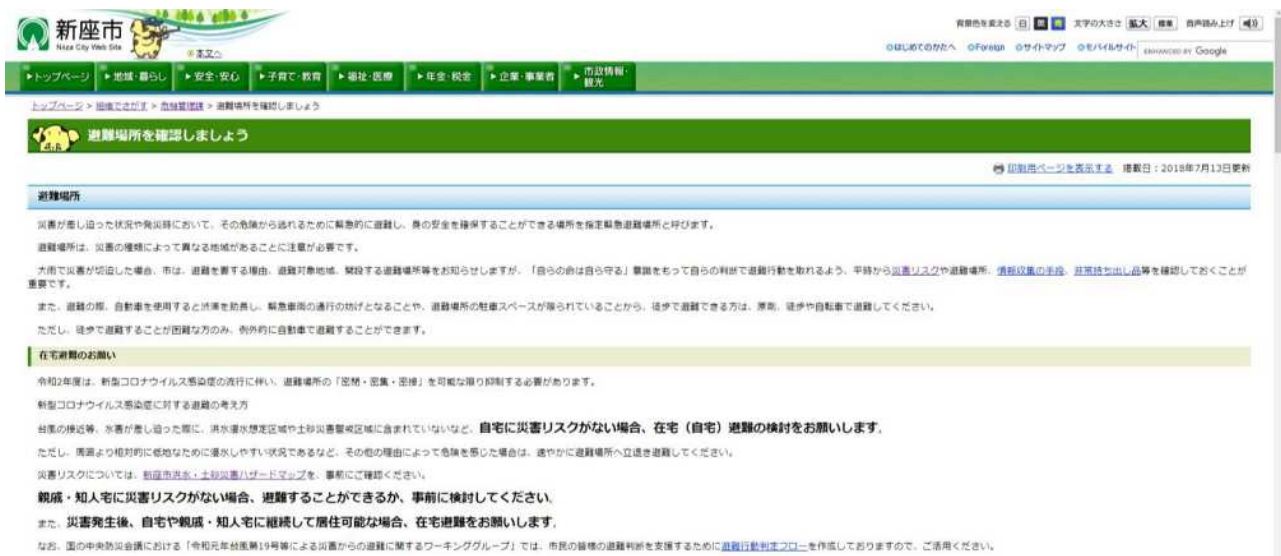 新座市
Niiza City Web Site
本文へ
背景色を変える 白 黒 青 文字の大きさ 拡大 標準 音声読み上げ
はじめてのかたへ Foreign サイトマップ モバイルサイト ENHANCED BY Google
トップページ 地域・暮らし 安全・安心 子育て・教育 福祉・医療 年金・税金 企業・事業者 市政情報・観光
トップページ > 組織でさがす > 危機管理課 > 避難場所を確認しましょう
避難場所を確認しましょう
印刷用ページを表示する 掲載日:2018年7月13日更新
避難場所
災害が差し迫った状況や発災時において、その危険から逃れるために緊急的に避難し、身の安全を確保することができる場所を指定緊急避難場所と呼びます。
避難場所は、災害の種類によって異なる地域があることに注意が必要です。
大雨で災害が切迫した場合、市は、避難を要する理由、避難対象地域、開設する避難場所等をお知らせしますが、「自らの命は自ら守る」意識をもって自らの判断で避難行動を取れるよう、平時から災害リスクや避難場所、情報収集の手段、非常持ち出し品等を確認しておくことが
重要です。
また、避難の際、自動車を使用すると渋滞を助長し、緊急車両の通行の妨げとなることや、避難場所の駐車スペースが限られていることから、徒歩で避難できる方は、原則、徒歩や自転車で避難してください。
ただし、徒歩で避難することが困難な方のみ、例外的に自動車で避難することができます。
在宅避難のお願い
令和2年度は、新型コロナウイルス感染症の流行に伴い、避難場所の「密閉・密集・密接」を可能な限り抑制する必要があります。
新型コロナウイルス感染症に対する避難の考え方
台風の接近等、水害が差し迫った際に、洪水浸水想定区域や土砂災害警戒区域に含まれていないなど、自宅に災害リスクがない場合、在宅(自宅)避難の検討をお願いします。
ただし、周囲より相対的に低地なために浸水しやすい状況であるなど、その他の理由によって危険を感じた場合は、速やかに避難場所へ立退き避難してください。
災害リスクについては、新座市洪水・土砂災害ハザードマップを、事前にご確認ください。
親戚・知人宅に災害リスクがない場合、避難することができるか、事前に検討してください。
また、災害発生後、自宅や親戚・知人宅に継続して居住可能な場合、在宅避難をお願いします。
なお、国の中央防災会議における「令和元年台風第19号等による災害からの避難に関するワーキンググループ」では、市民の皆様の避難判断を支援するために避難行動判定フローを作成しておりますので、ご活用ください。